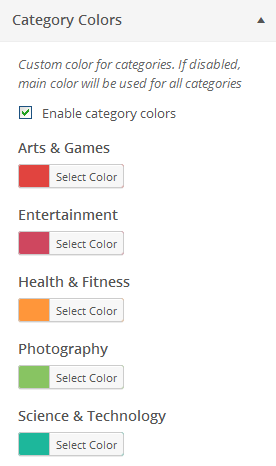 Category Colors
Custom color for categories. If disabled,
main color will be used for all categories
Enable category colors
Arts & Games
Select Color
Entertainment
Select Color
Health & Fitness
Select Color
Photography
Select Color
Science & Technology
Select Color